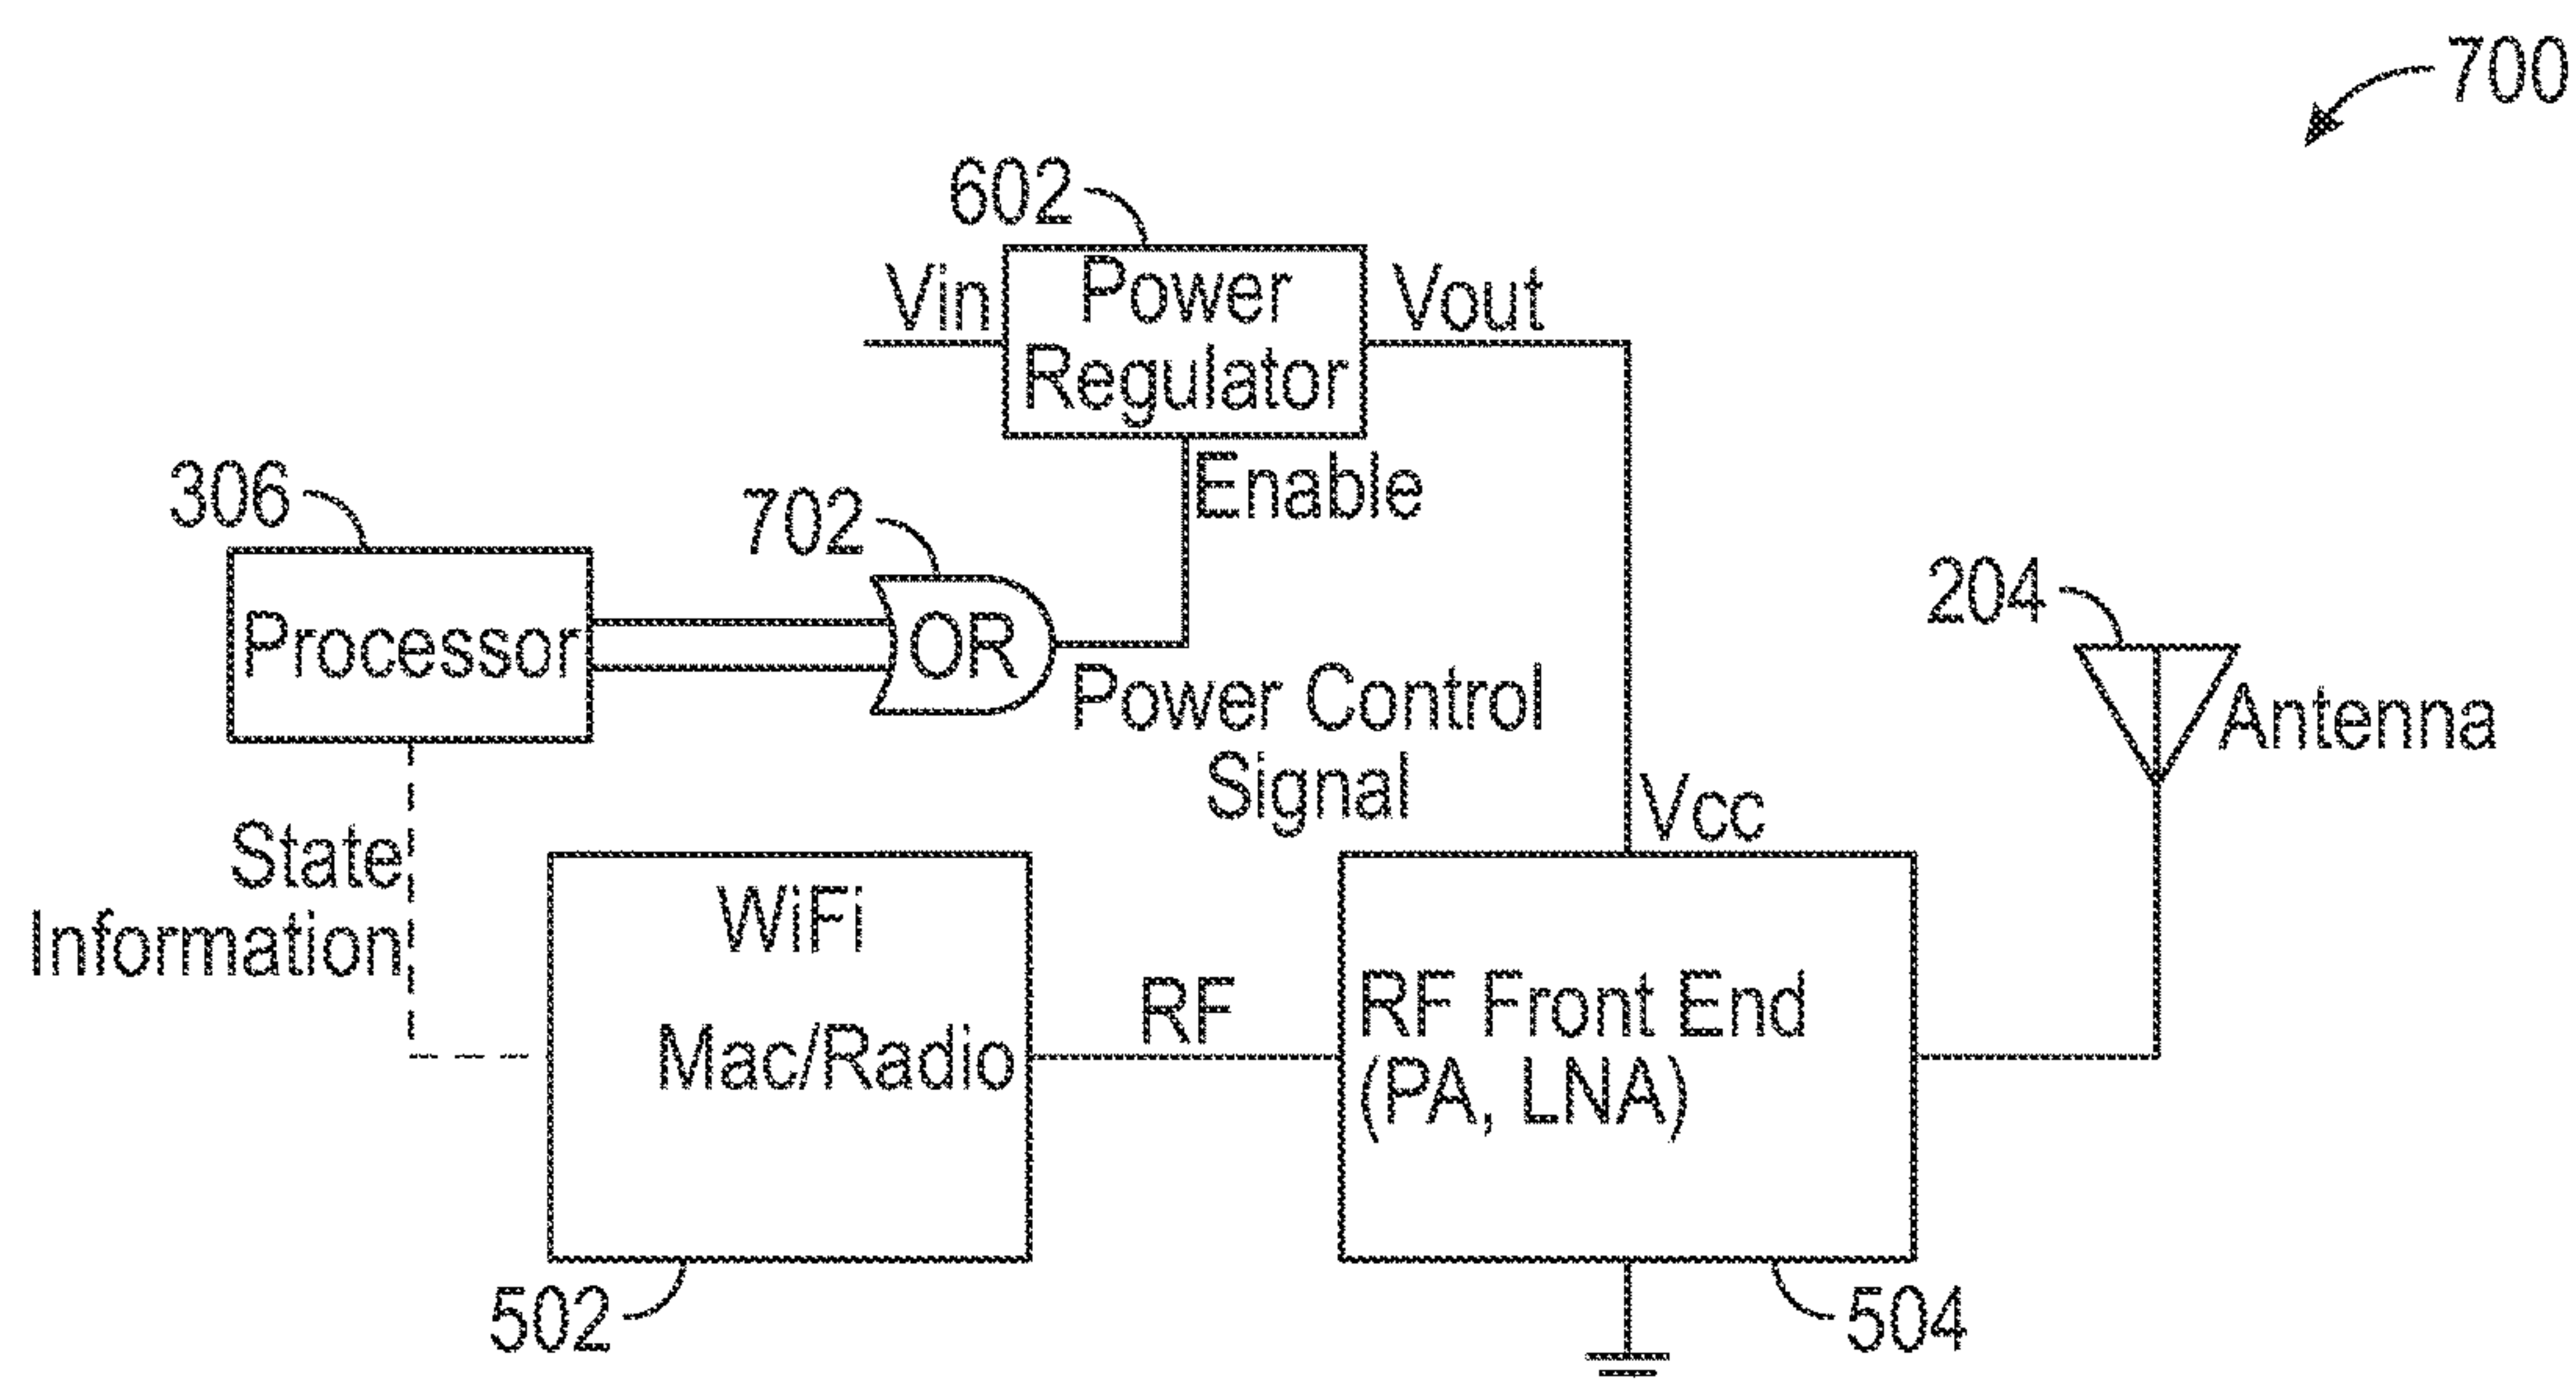 700
602
Vin
Power
Regulator
Vout
Enable
306
702
Processor
OR
Power Control
Signal
204
Antenna
Vcc
State
Information
WiFi
Mac/Radio
RF
RF Front End
(PA, LNA)
502
504